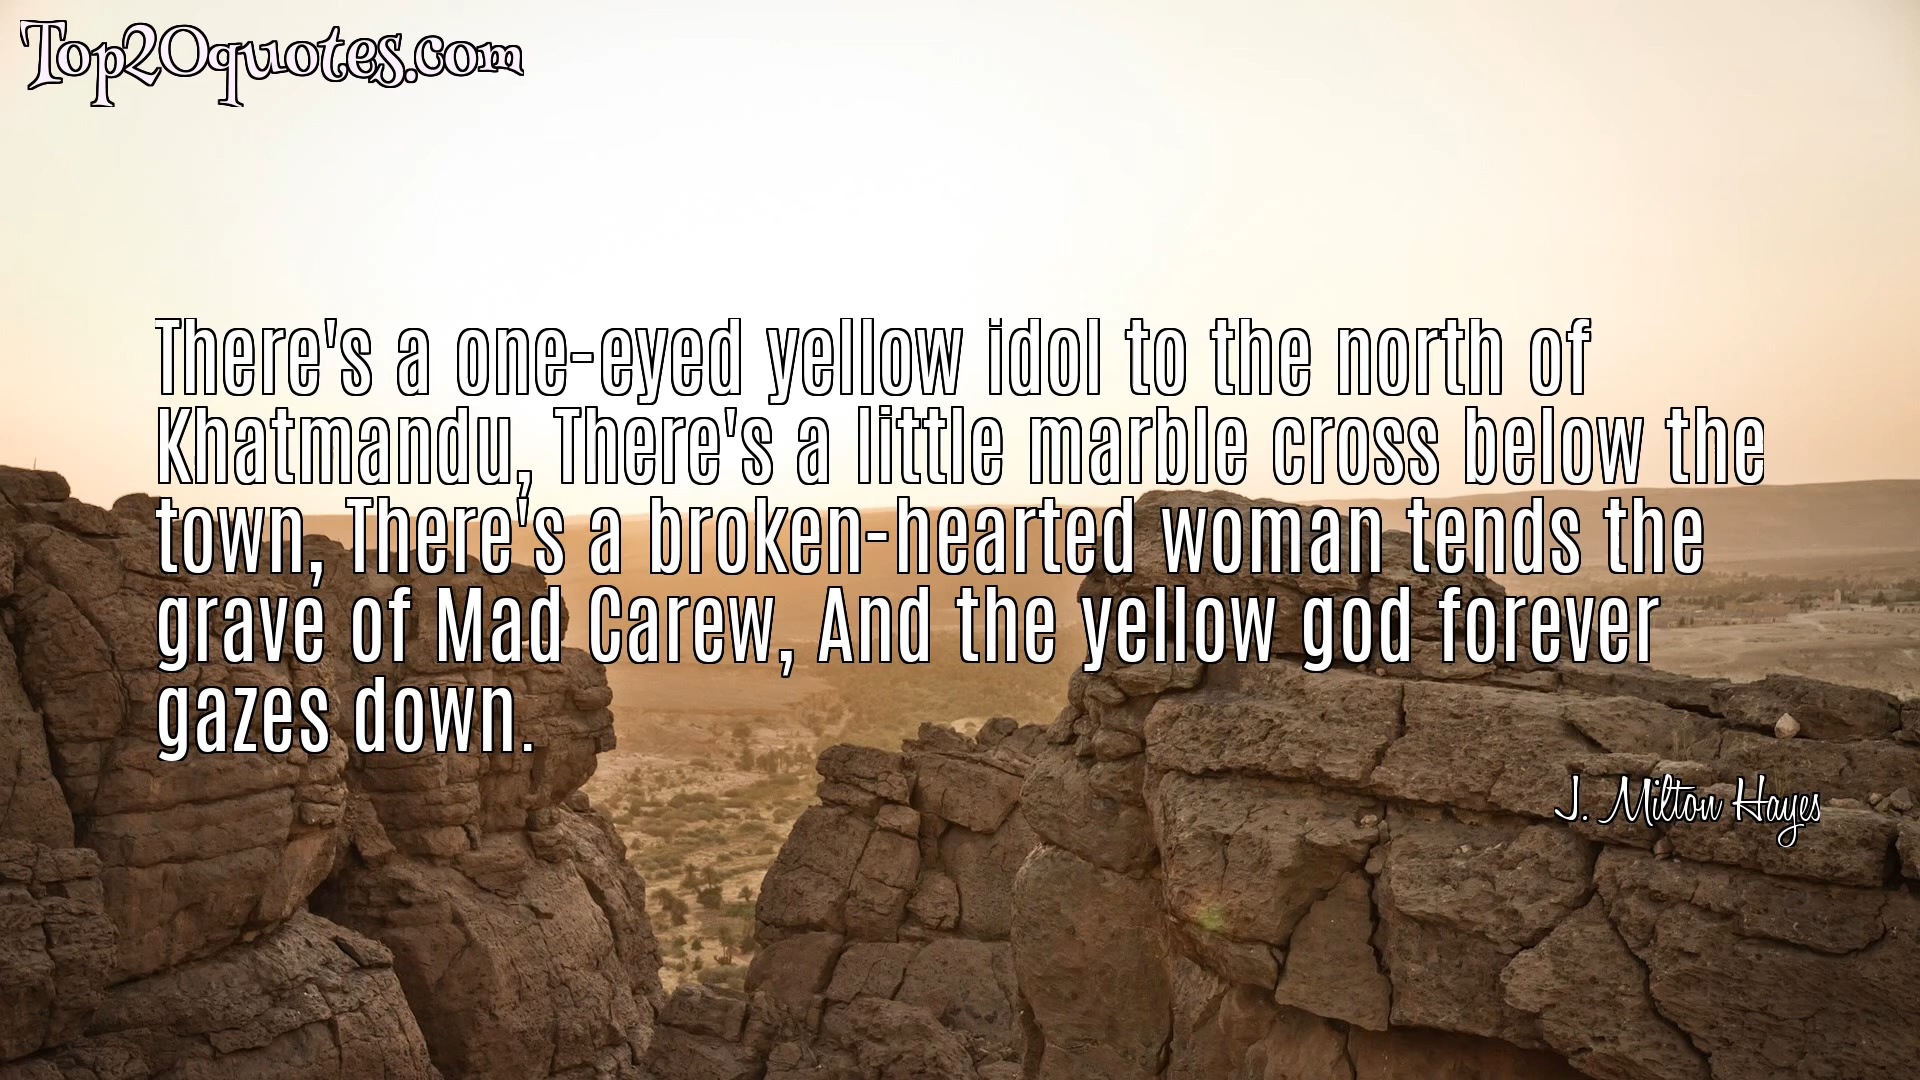 Top20quotes.com
There's a one-eyed yellow idol to the north of
Khatmandu, There's a little marble cross below the
town, There's a broken-hearted woman tends the
grave of Mad Carew, And the yellow god forever
gazes down.
J. Milton Hayes